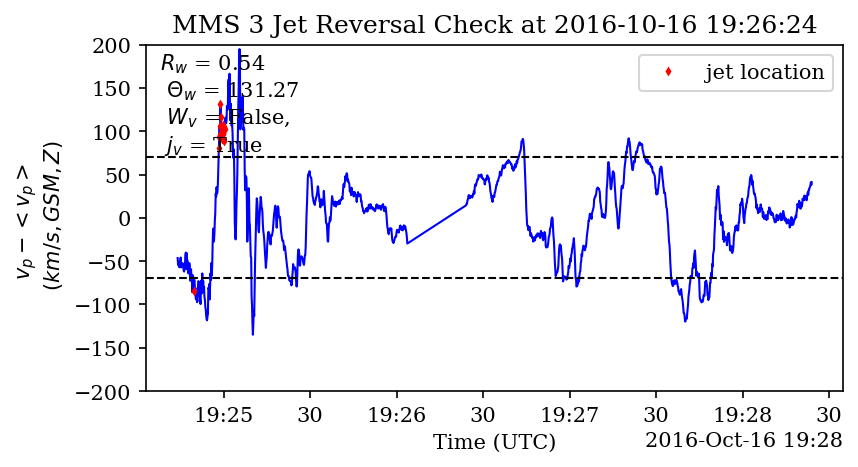 MMS 3 Jet Reversal Check at 2016-10-16 19:26:24
R_w = 0.54
Θ_w = 131.27
W_v = False,
j_v = True
jet location
v_p − < v_p >
(km/s, GSM, Z)
200
150
100
50
0
−50
−100
−150
−200
19:25 30 19:26 30 19:27 30 19:28 30
Time (UTC)
2016-Oct-16 19:28